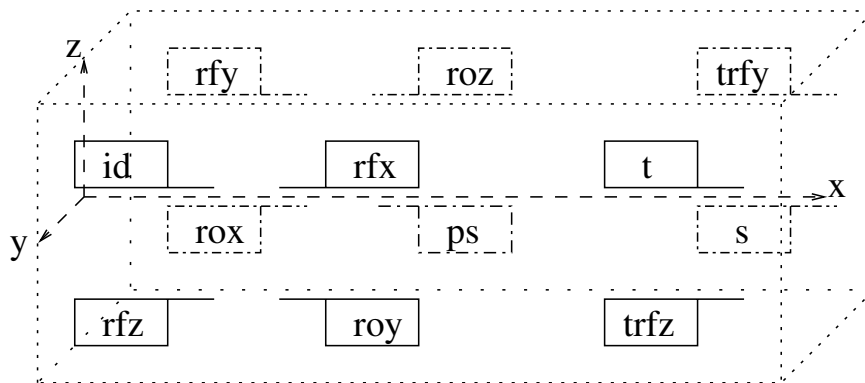 z
rfy roz trfy
id rfx t
x
rox ps s
y
rfz roy trfz